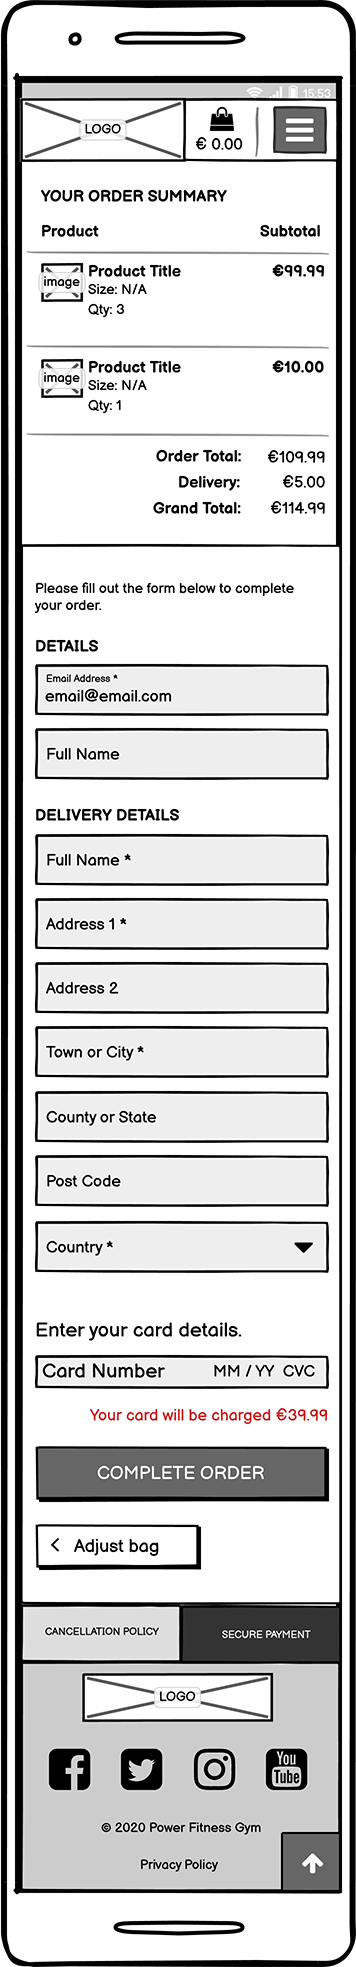 15.53
LOGO
€ 0.00
YOUR ORDER SUMMARY
Product Subtotal
image Product Title €99.99
Size: N/A
Qty: 3
image Product Title €10.00
Size: N/A
Qty: 1
Order Total: €109.99
Delivery: €5.00
Grand Total: €114.99
Please fill out the form below to complete
your order.
DETAILS
Email Address *
email@email.com
Full Name
DELIVERY DETAILS
Full Name *
Address 1 *
Address 2
Town or City *
County or State
Post Code
Country *
Enter your card details.
Card Number MM / YY CVC
Your card will be charged €39.99
COMPLETE ORDER
Adjust bag
CANCELLATION POLICY SECURE PAYMENT
LOGO
You
Tube
© 2020 Power Fitness Gym
Privacy Policy